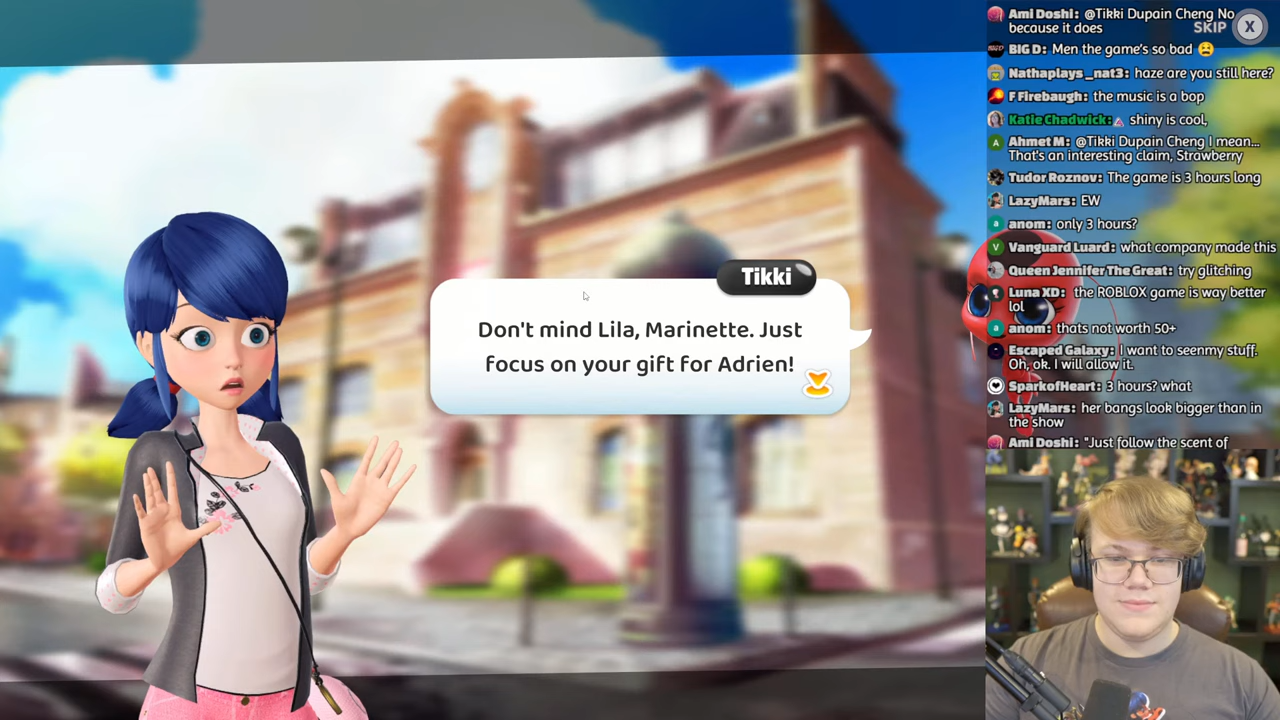 Tikki
Don't mind Lila, Marinette. Just
focus on your gift for Adrien!
SKIP X
Ami Doshi: @Tikki Dupain Cheng No
because it does
BIG D: Men the game's so bad 😫
Nathaplays_nat3: haze are you still here?
F Firebaugh: the music is a bop
Katie Chadwick: shiny is cool,
A Ahmet M: @Tikki Dupain Cheng I mean...
That's an interesting claim, Strawberry
Tudor Roznov: The game is 3 hours long
LazyMars: EW
a anom: only 3 hours?
V Vanguard Luard: what company made this
Queen Jennifer The Great: try glitching
Luna XD: the ROBLOX game is way better
lol
a anom: thats not worth 50+
Escaped Galaxy: I want to seenmy stuff.
Oh, ok. I will allow it.
SparkofHeart: 3 hours? what
LazyMars: her bangs look bigger than in
the show
Ami Doshi: "Just follow the scent of